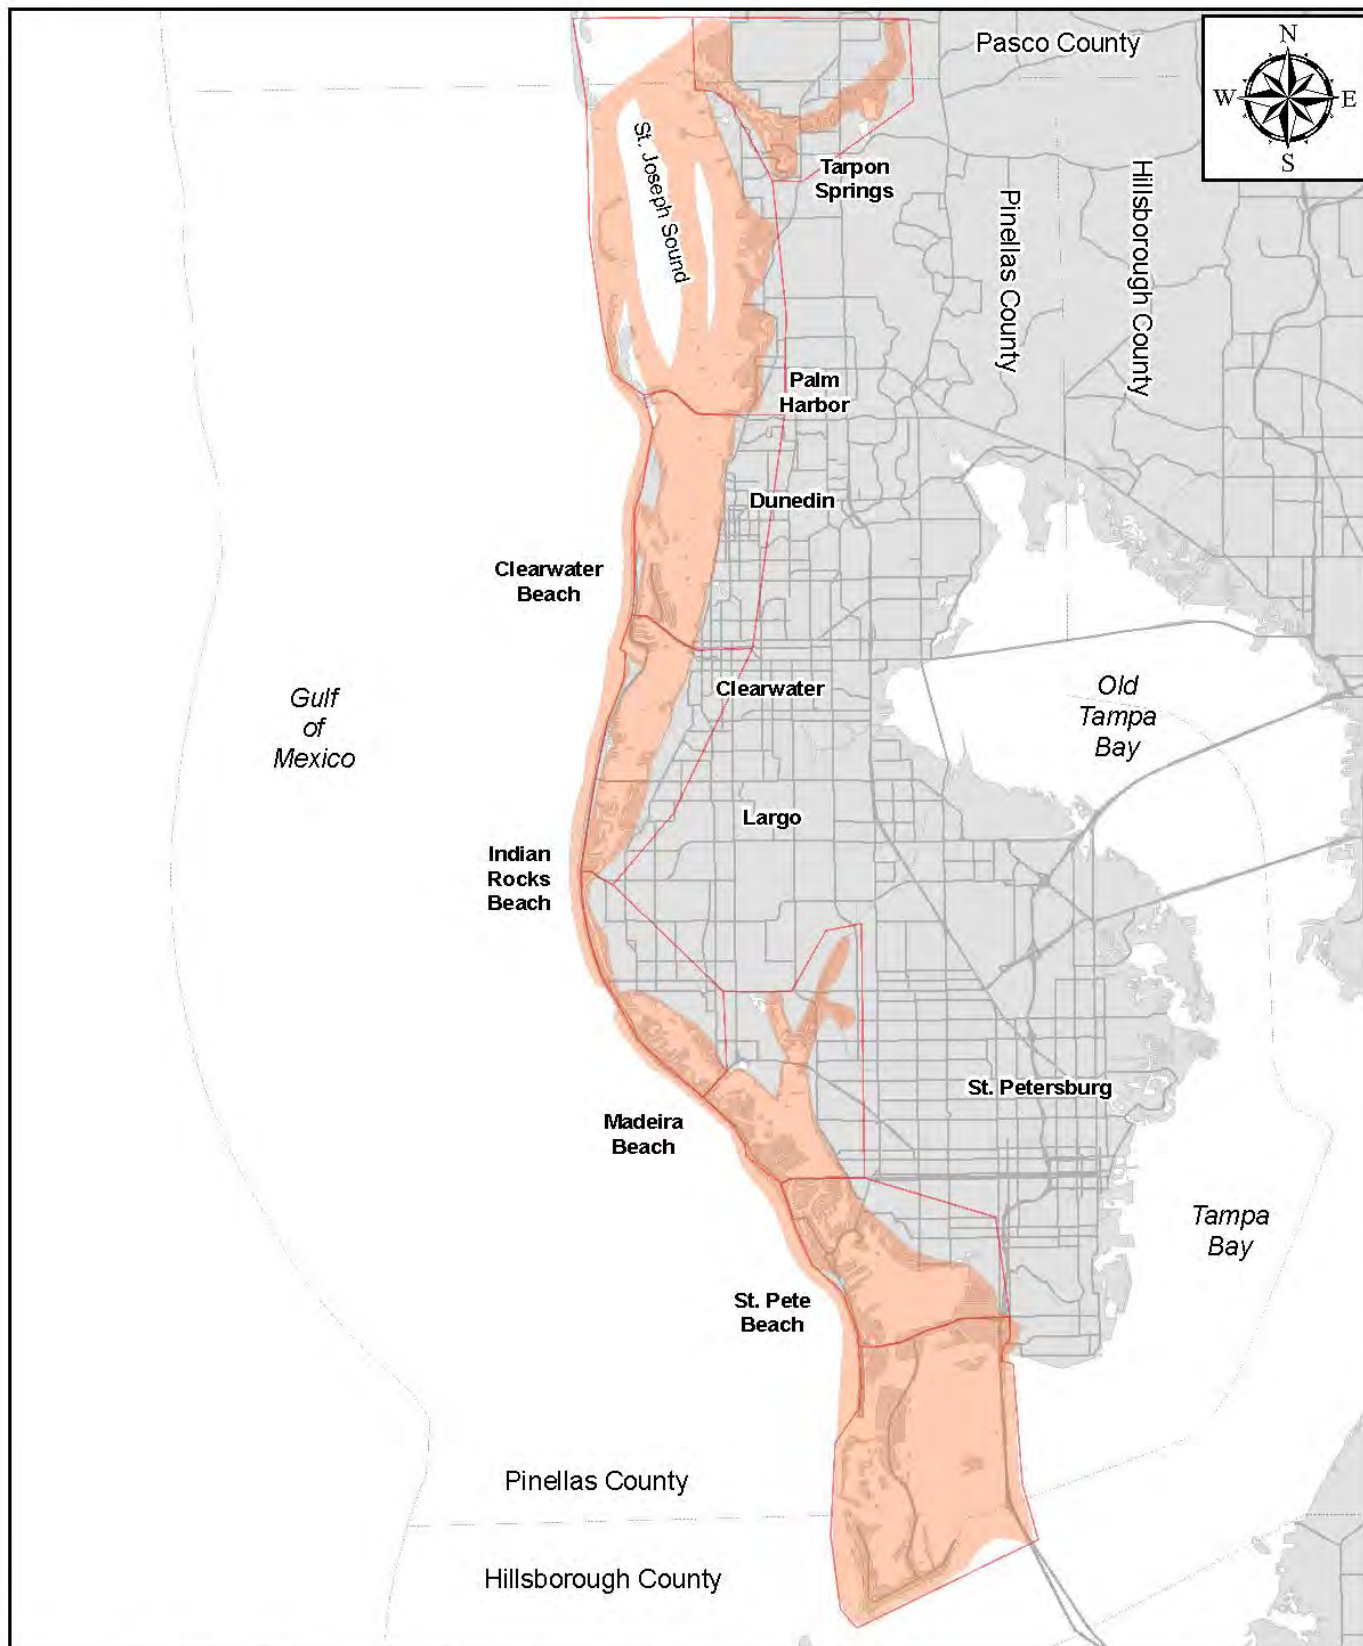 Pasco County
N
W
E
S
St. Joseph Sound
Tarpon
Springs
Pinellas County
Hillsborough County
Palm
Harbor
Dunedin
Clearwater
Beach
Clearwater
Gulf
of
Mexico
Old
Tampa
Bay
Largo
Indian
Rocks
Beach
St. Petersburg
Madeira
Beach
Tampa
Bay
St. Pete
Beach
Pinellas County
Hillsborough County